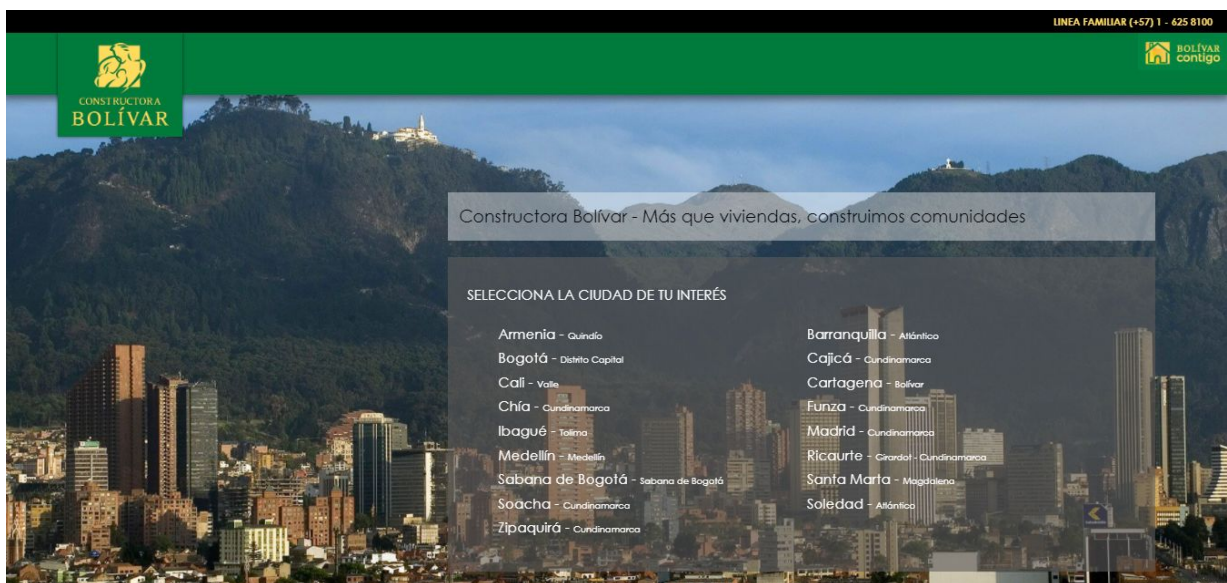 LINEA FAMILIAR (+57) 1 - 625 8100
BOLÍVAR
contigo
CONSTRUCTORA
BOLÍVAR
Constructora Bolívar - Más que viviendas, construimos comunidades
SELECCIONA LA CIUDAD DE TU INTERÉS
Armenia - Quindío
Bogotá - Distrito Capital
Cali - Valle
Chía - Cundinamarca
Ibagué - Tolima
Medellín - Medellín
Sabana de Bogotá - Sabana de Bogotá
Soacha - Cundinamarca
Zipaquirá - Cundinamarca
Barranquilla - Atlántico
Cajicá - Cundinamarca
Cartagena - Bolívar
Funza - Cundinamarca
Madrid - Cundinamarca
Ricaurte - Girardot - Cundinamarca
Santa Marta - Magdalena
Soledad - Atlántico